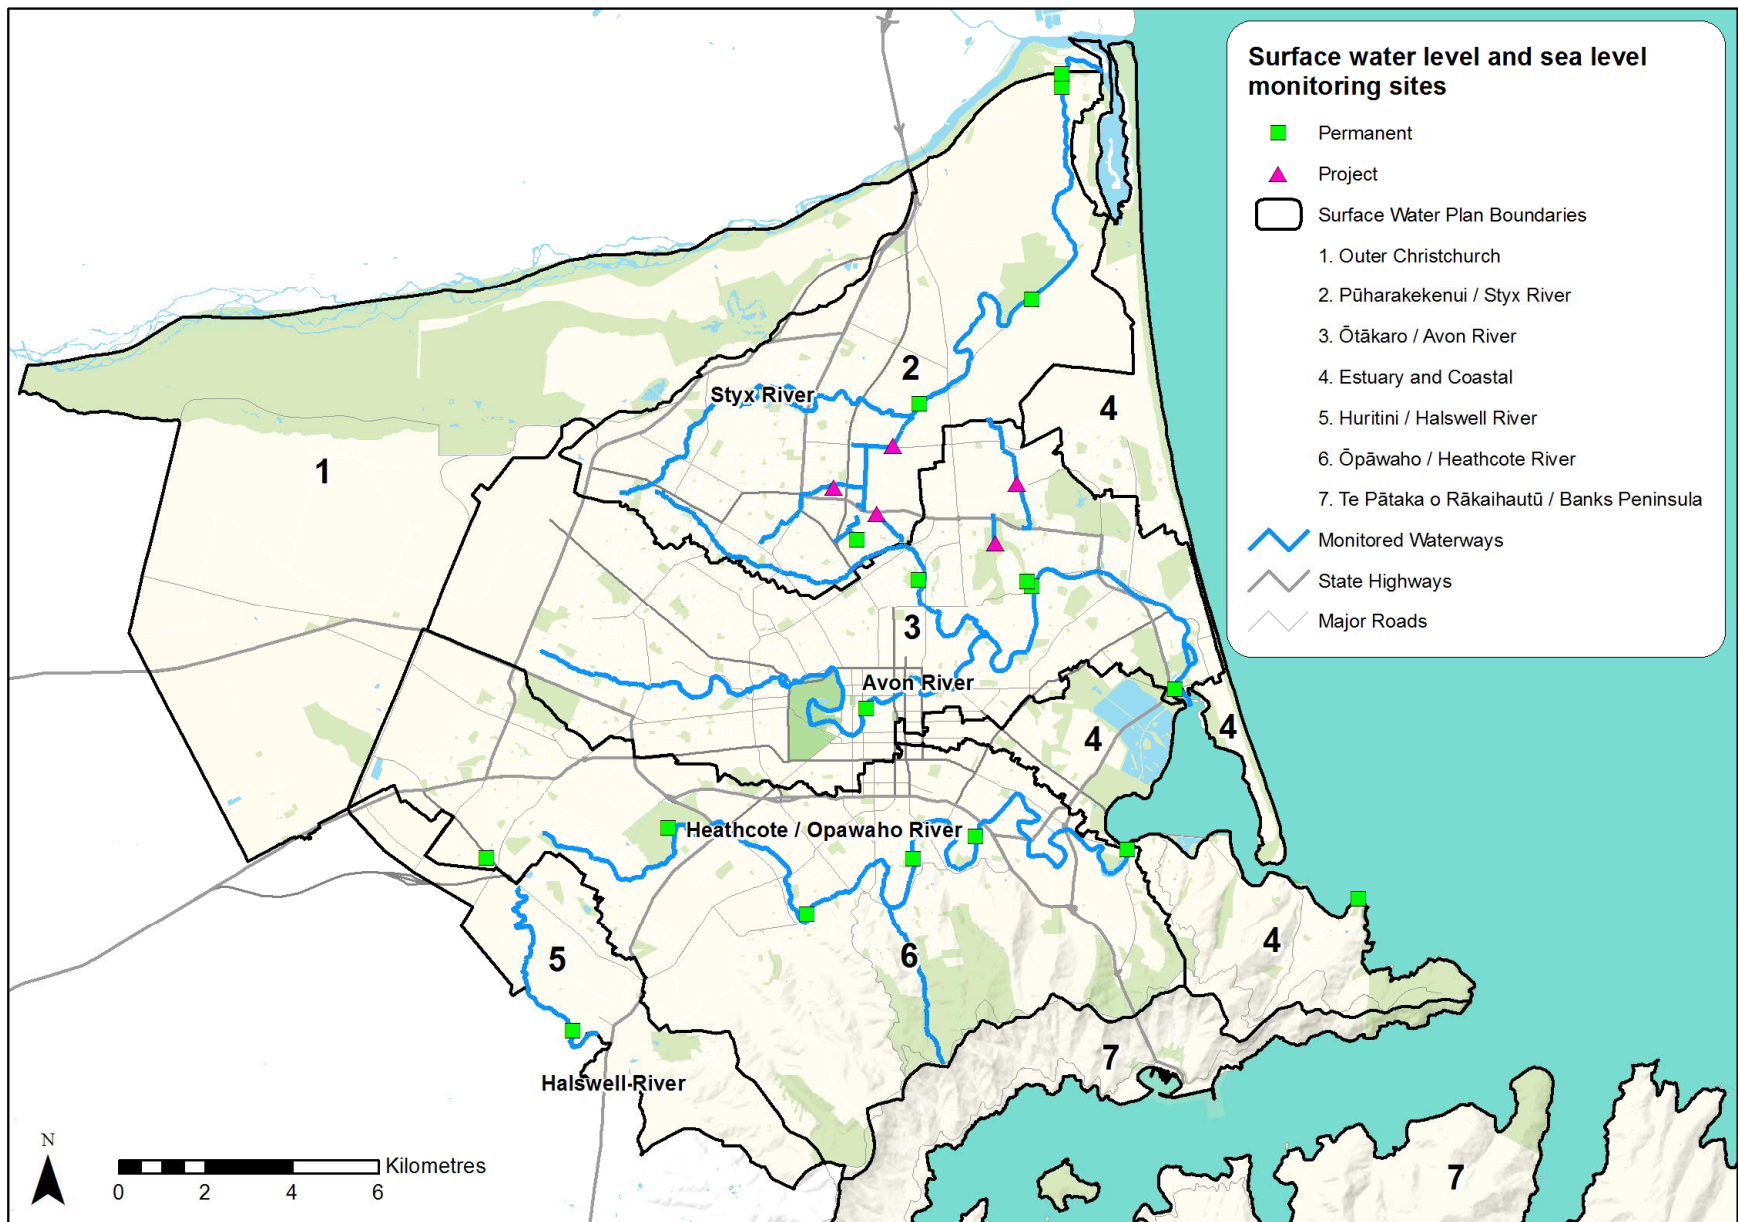 Surface water level and sea level
monitoring sites
Permanent
Project
Surface Water Plan Boundaries
1. Outer Christchurch
2. Pūharakekenui / Styx River
3. Ōtākaro / Avon River
4. Estuary and Coastal
5. Huritini / Halswell River
6. Ōpāwaho / Heathcote River
7. Te Pātaka o Rākaihautū / Banks Peninsula
Monitored Waterways
State Highways
Major Roads
2
Styx River
4
1
3
Avon River
4
4
Heathcote / Opawaho River
4
5
6
7
Halswell River
7
N
Kilometres
0 2 4 6